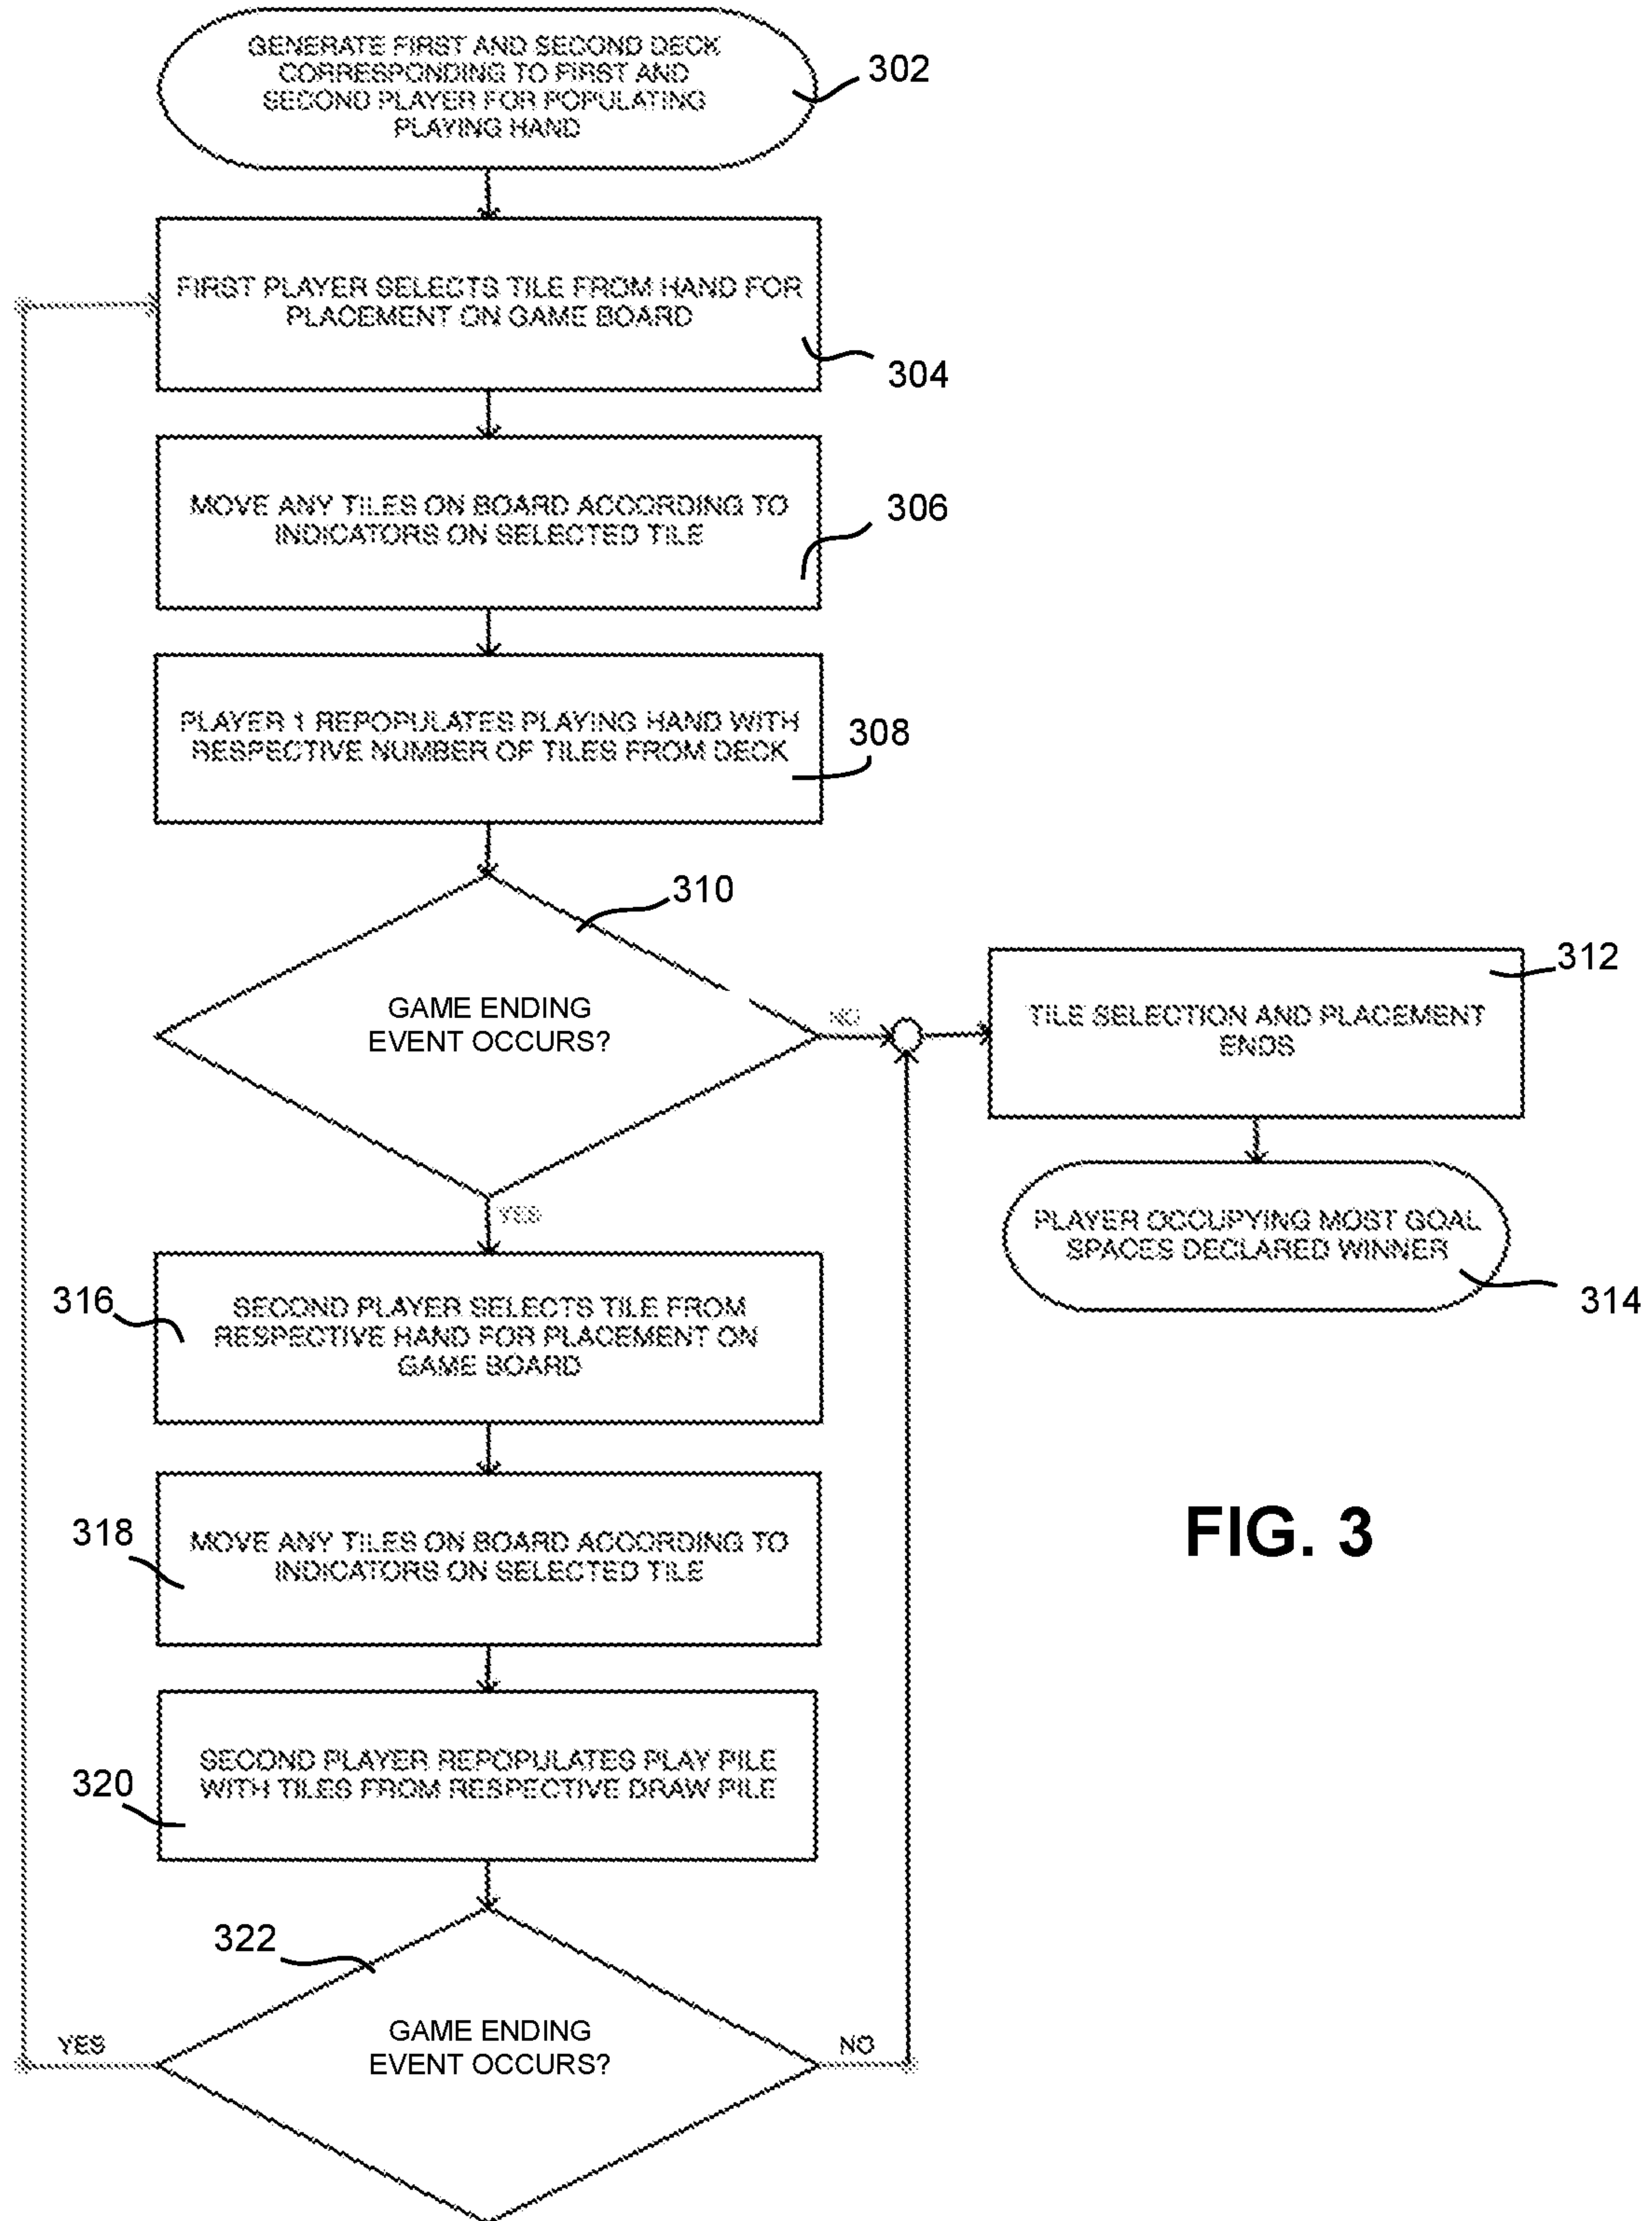 GENERATE FIRST AND SECOND DECK
CORRESPONDING TO FIRST AND
SECOND PLAYER FOR POPULATING
PLAYING HAND
302
FIRST PLAYER SELECTS TILE FROM HAND FOR
PLACEMENT ON GAME BOARD
304
MOVE ANY TILES ON BOARD ACCORDING TO
INDICATORS ON SELECTED TILE
306
PLAYER 1 REPOPULATES PLAYING HAND WITH
RESPECTIVE NUMBER OF TILES FROM DECK
308
310
GAME ENDING
EVENT OCCURS?
NO
YES
312
TILE SELECTION AND PLACEMENT
ENDS
PLAYER OCCUPYING MOST GOAL
SPACES DECLARED WINNER
314
316
SECOND PLAYER SELECTS TILE FROM
RESPECTIVE HAND FOR PLACEMENT ON
GAME BOARD
318
MOVE ANY TILES ON BOARD ACCORDING TO
INDICATORS ON SELECTED TILE
FIG. 3
320
SECOND PLAYER REPOPULATES PLAY PILE
WITH TILES FROM RESPECTIVE DRAW PILE
322
GAME ENDING
EVENT OCCURS?
YES
NO